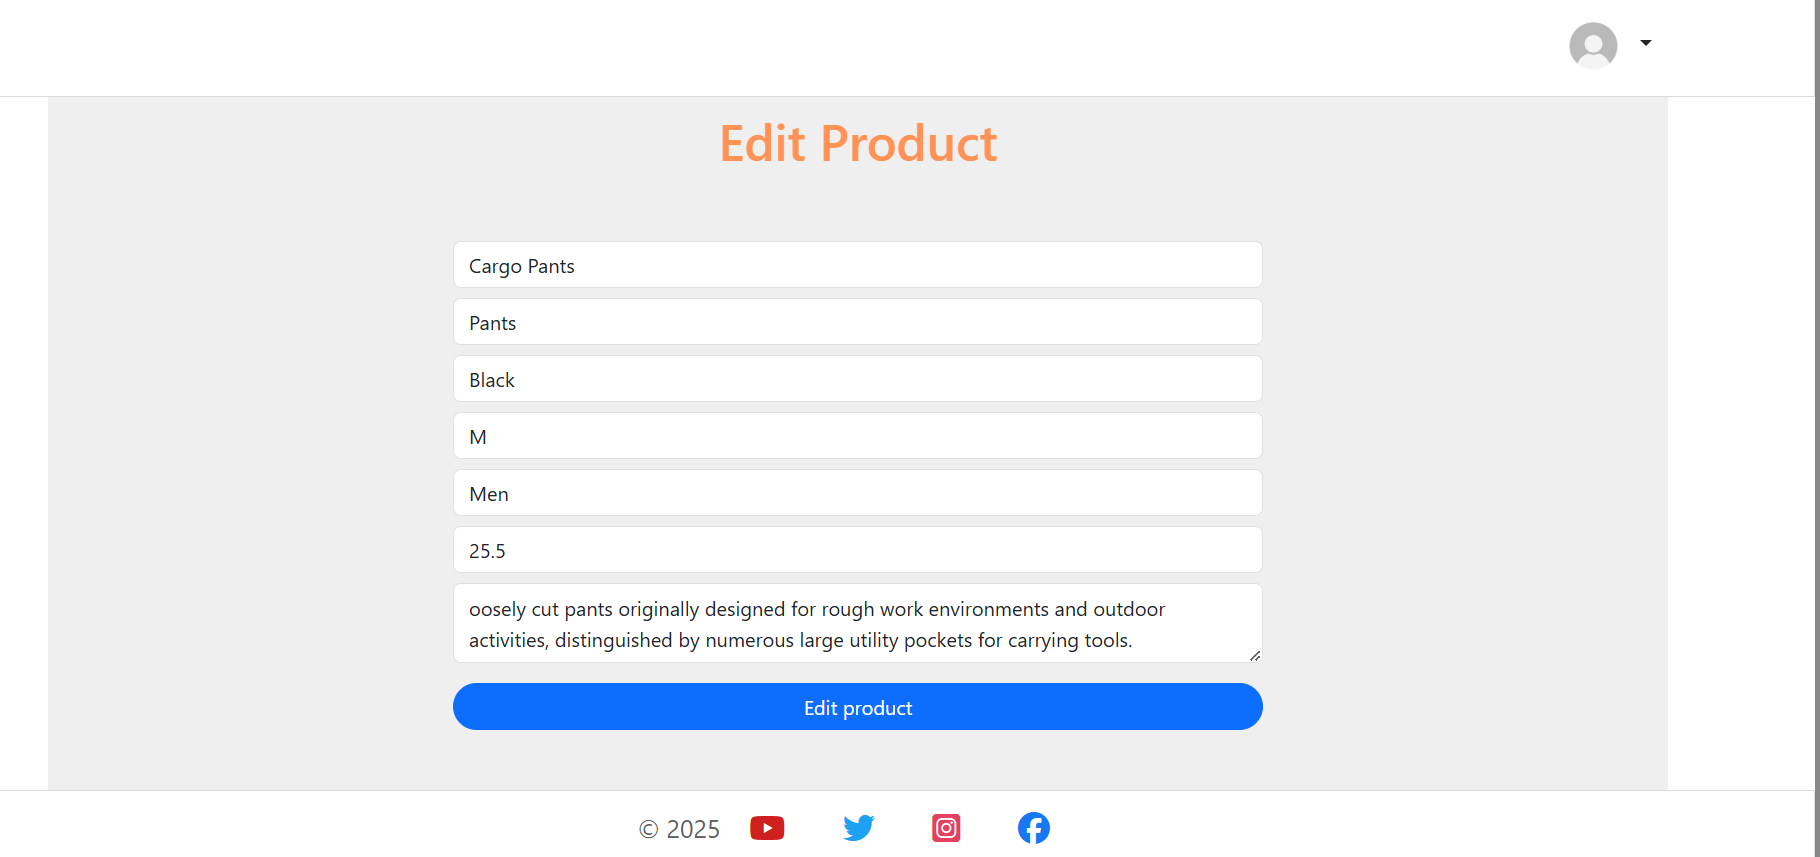 Edit Product
Cargo Pants
Pants
Black
M
Men
25.5
oosely cut pants originally designed for rough work environments and outdoor
activities, distinguished by numerous large utility pockets for carrying tools.
Edit product
© 2025